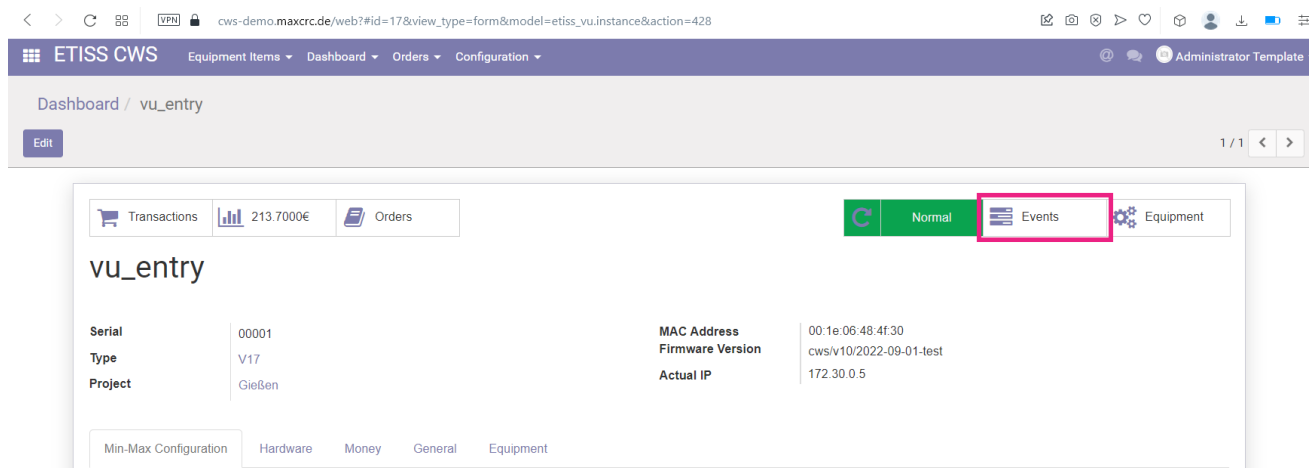 VPN cws-demo.maxcrc.de/web?#id=17&view_type=form&model=etiss_vu.instance&action=428
ETISS CWS Equipment Items Dashboard Orders Configuration @ Administrator Template
Dashboard / vu_entry
Edit 1 / 1
Transactions 213.7000€ Orders Normal Events Equipment
vu_entry
Serial 00001 MAC Address 00:1e:06:48:4f:30
Type V17 Firmware Version cws/v10/2022-09-01-test
Project Gießen Actual IP 172.30.0.5
Min-Max Configuration Hardware Money General Equipment